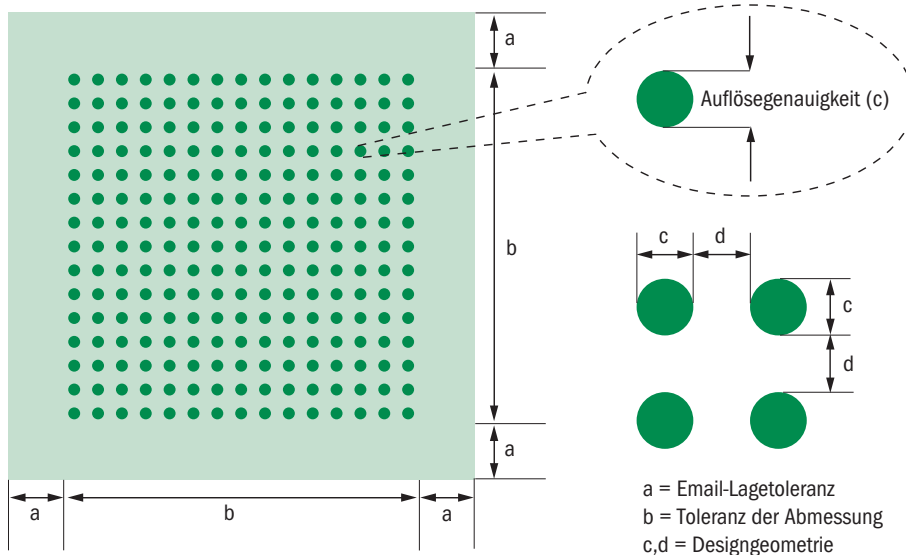 a
Auflösegenauigkeit (c)
b
c
d
c
d
a
a
b
a
a = Email-Lagetoleranz
b = Toleranz der Abmessung
c,d = Designgeometrie